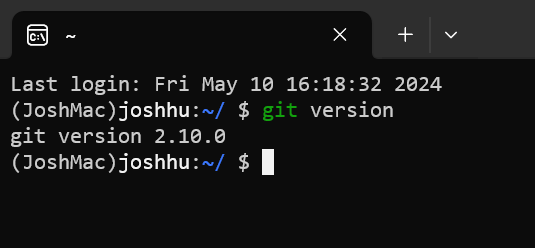 C:\
~
Last login: Fri May 10 16:18:32 2024
(JoshMac)joshhu:~/ $ git version
git version 2.10.0
(JoshMac)joshhu:~/ $